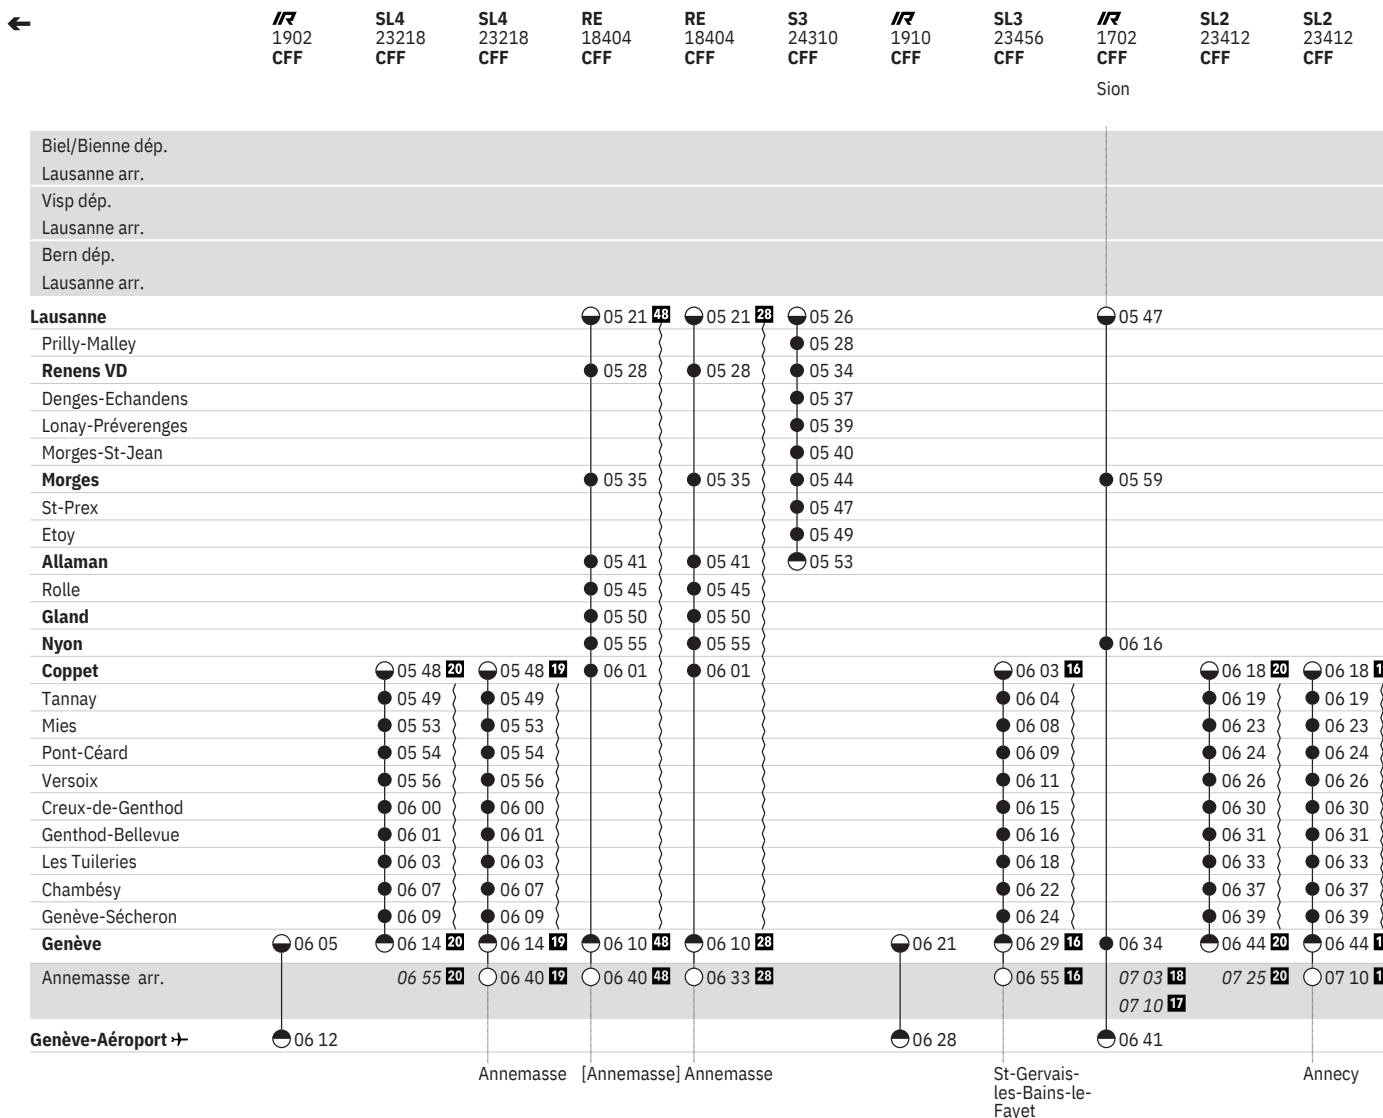 IR SL4 SL4 RE RE S3 IR SL3 IR SL2 SL2
1902 23218 23218 18404 18404 24310 1910 23456 1702 23412 23412
CFF CFF CFF CFF CFF CFF CFF CFF CFF CFF CFF
Sion
Biel/Bienne dép.
Lausanne arr.
Visp dép.
Lausanne arr.
Bern dép.
Lausanne arr.
Lausanne 05 21 48 05 21 28 05 26 05 47
Prilly-Malley 05 28
Renens VD 05 28 05 28 05 34
Denges-Echandens 05 37
Lonay-Préverenges 05 39
Morges-St-Jean 05 40
Morges 05 35 05 35 05 44 05 59
St-Prex 05 47
Etoy 05 49
Allaman 05 41 05 41 05 53
Rolle 05 45 05 45
Gland 05 50 05 50
Nyon 05 55 05 55 06 16
Coppet 05 48 20 05 48 19 06 01 06 01 06 03 16 06 18 20 06 18
Tannay 05 49 05 49 06 04 06 19 06 19
Mies 05 53 05 53 06 08 06 23 06 23
Pont-Céard 05 54 05 54 06 09 06 24 06 24
Versoix 05 56 05 56 06 11 06 26 06 26
Creux-de-Genthod 06 00 06 00 06 15 06 30 06 30
Genthod-Bellevue 06 01 06 01 06 16 06 31 06 31
Les Tuileries 06 03 06 03 06 18 06 33 06 33
Chambésy 06 07 06 07 06 22 06 37 06 37
Genève-Sécheron 06 09 06 09 06 24 06 39 06 39
Genève 06 05 06 14 20 06 14 19 06 10 48 06 10 28 06 21 06 29 16 06 34 06 44 20 06 44
Annemasse arr. 06 55 20 06 40 19 06 40 48 06 33 28 06 55 16 07 03 18 07 25 20 07 10
07 10 17
Genève-Aéroport 06 12 06 28 06 41
Annemasse [Annemasse] Annemasse St-Gervais- Annecy
les-Bains-le-
Fayet